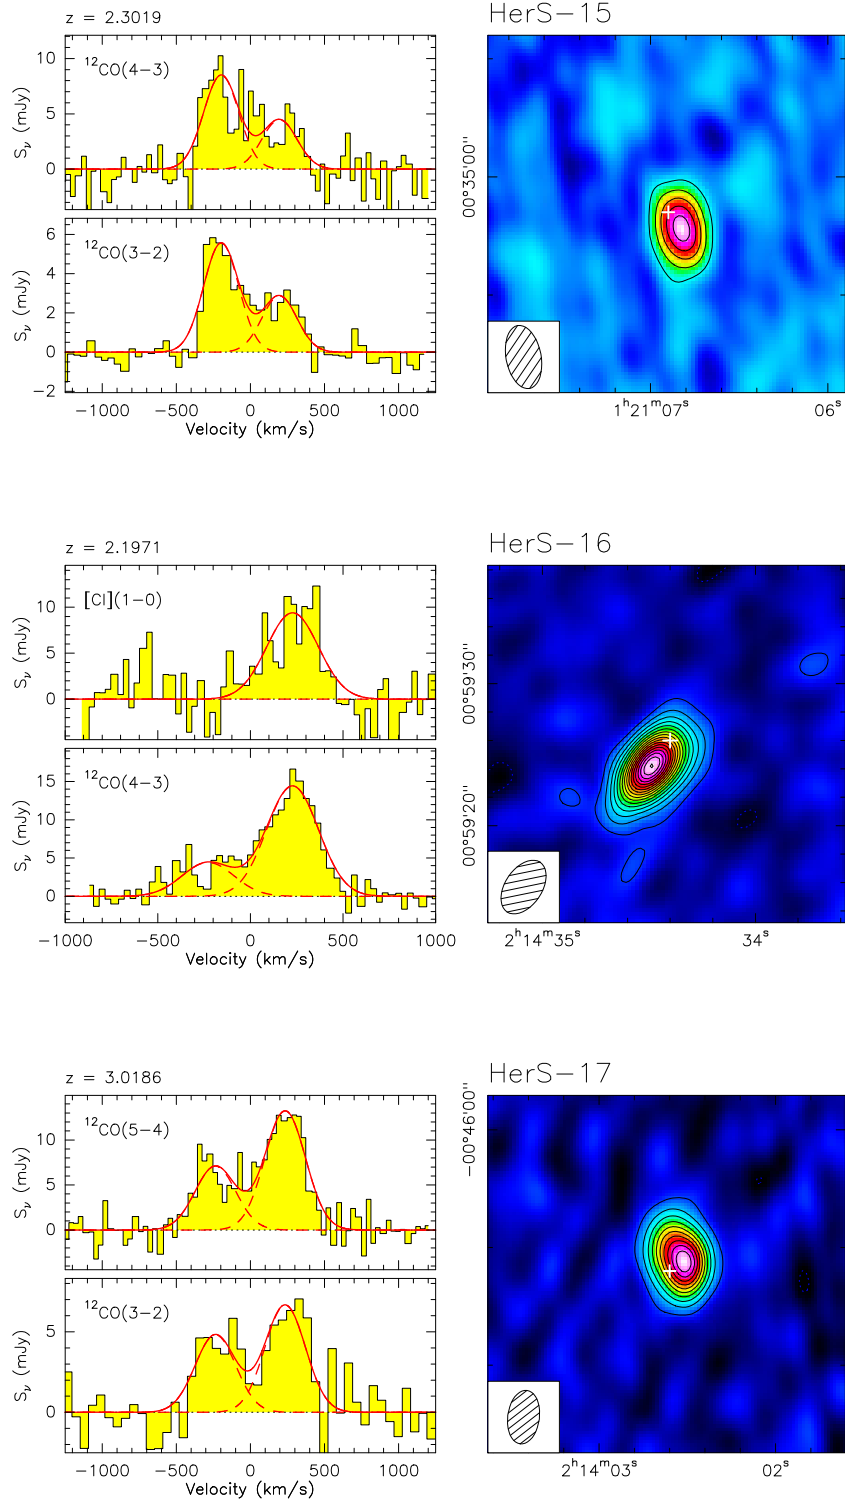 z = 2.3019
HerS−15
¹²CO(4−3)
10
5
0
Sν (mJy)
00°35'00"
¹²CO(3−2)
6
4
2
0
−2
Sν (mJy)
−1000 −500 0 500 1000
Velocity (km/s)
1ʰ21ᵐ07ˢ 06ˢ
z = 2.1971
HerS−16
[CI](1−0)
10
5
0
Sν (mJy)
00°59'30"
00°59'20"
¹²CO(4−3)
15
10
5
0
Sν (mJy)
−1000 −500 0 500 1000
Velocity (km/s)
2ʰ14ᵐ35ˢ 34ˢ
z = 3.0186
HerS−17
¹²CO(5−4)
10
5
0
Sν (mJy)
−00°46'00"
¹²CO(3−2)
5
0
Sν (mJy)
−1000 −500 0 500 1000
Velocity (km/s)
2ʰ14ᵐ03ˢ 02ˢ